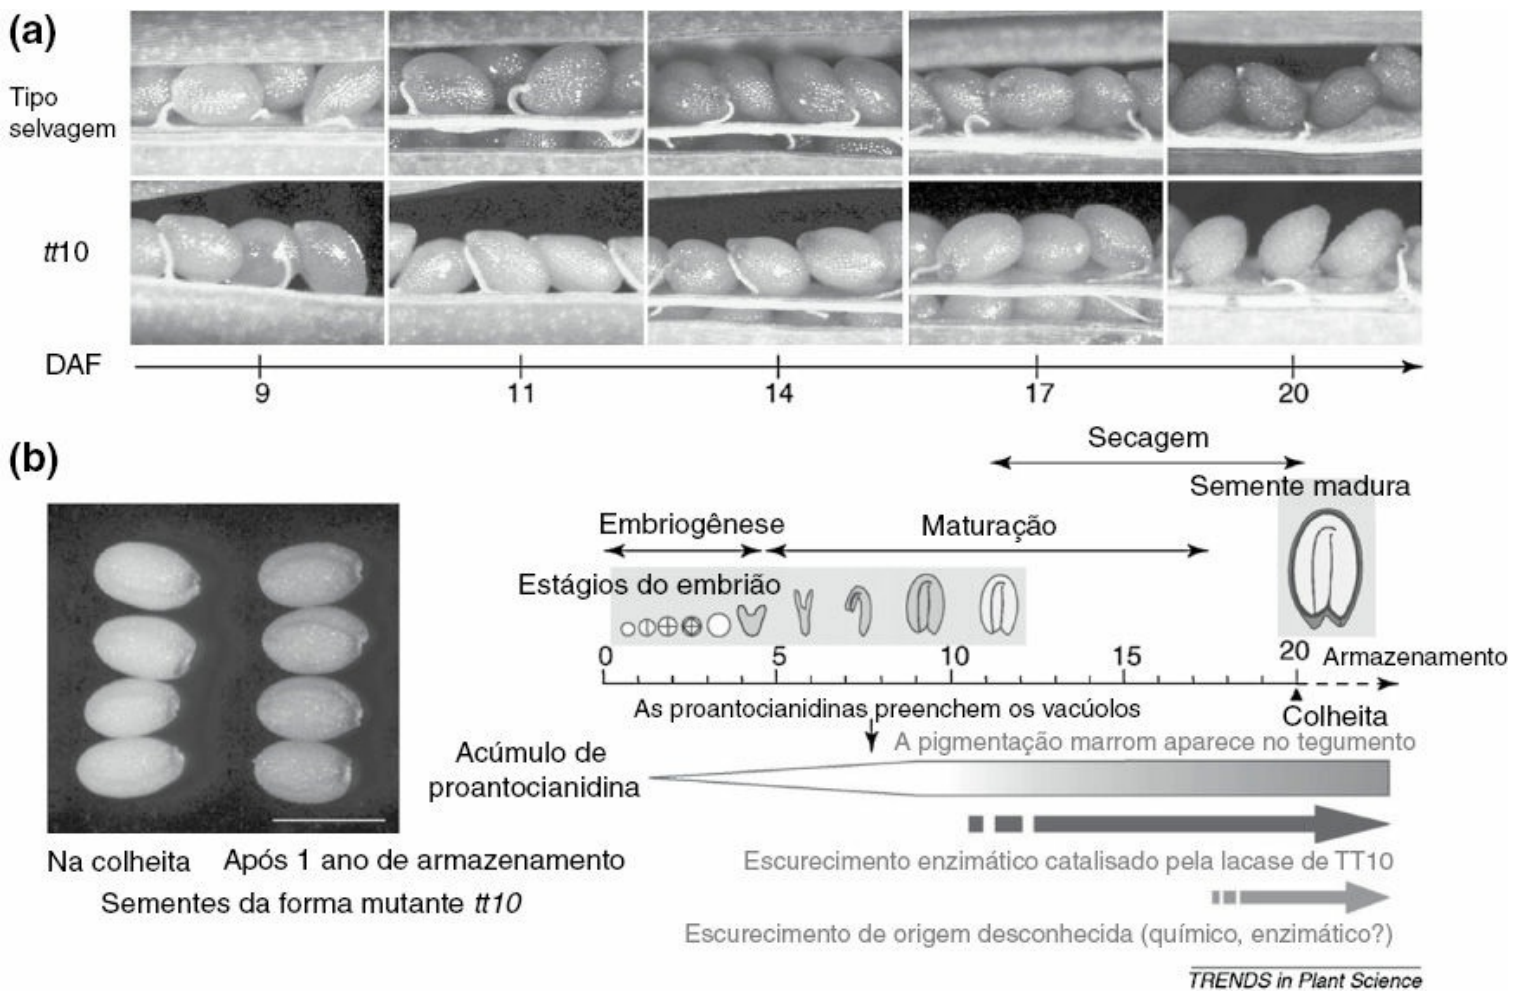 (a)
Tipo
selvagem
tt10
DAF
9 11 14 17 20
(b)
Secagem
Semente madura
Embriogênese Maturação
Estágios do embrião
0 5 10 15 20 Armazenamento
As proantocianidinas preenchem os vacúolos
Colheita
A pigmentação marrom aparece no tegumento
Acúmulo de
proantocianidina
Na colheita Após 1 ano de armazenamento
Sementes da forma mutante tt10
Escurecimento enzimático catalisado pela lacase de TT10
Escurecimento de origem desconhecida (químico, enzimático?)
TRENDS in Plant Science